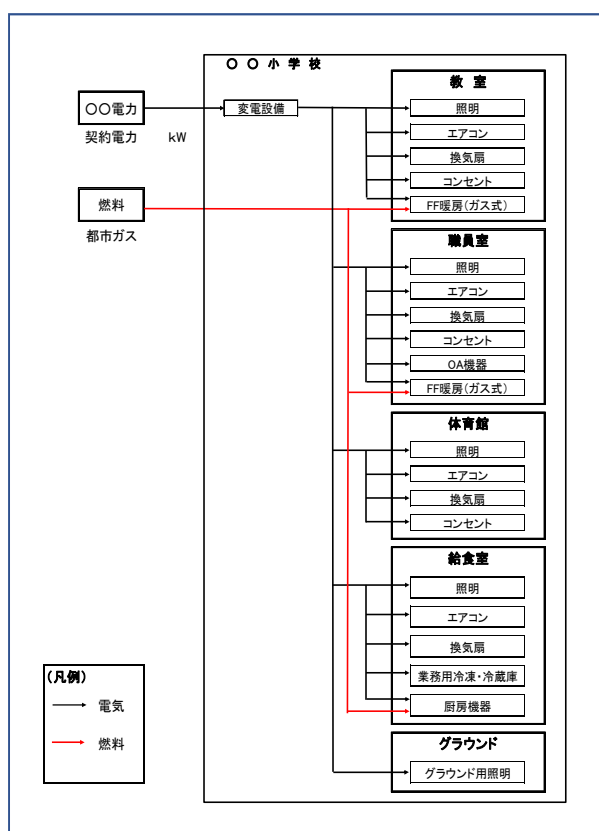 〇〇小学校
〇〇電力
契約電力 kW
変電設備
燃料
都市ガス
教室
照明
エアコン
換気扇
コンセント
FF暖房(ガス式)
職員室
照明
エアコン
換気扇
コンセント
OA機器
FF暖房(ガス式)
体育館
照明
エアコン
換気扇
コンセント
給食室
照明
エアコン
換気扇
業務用冷凍・冷蔵庫
厨房機器
グラウンド
グラウンド用照明
(凡例)
電気
燃料